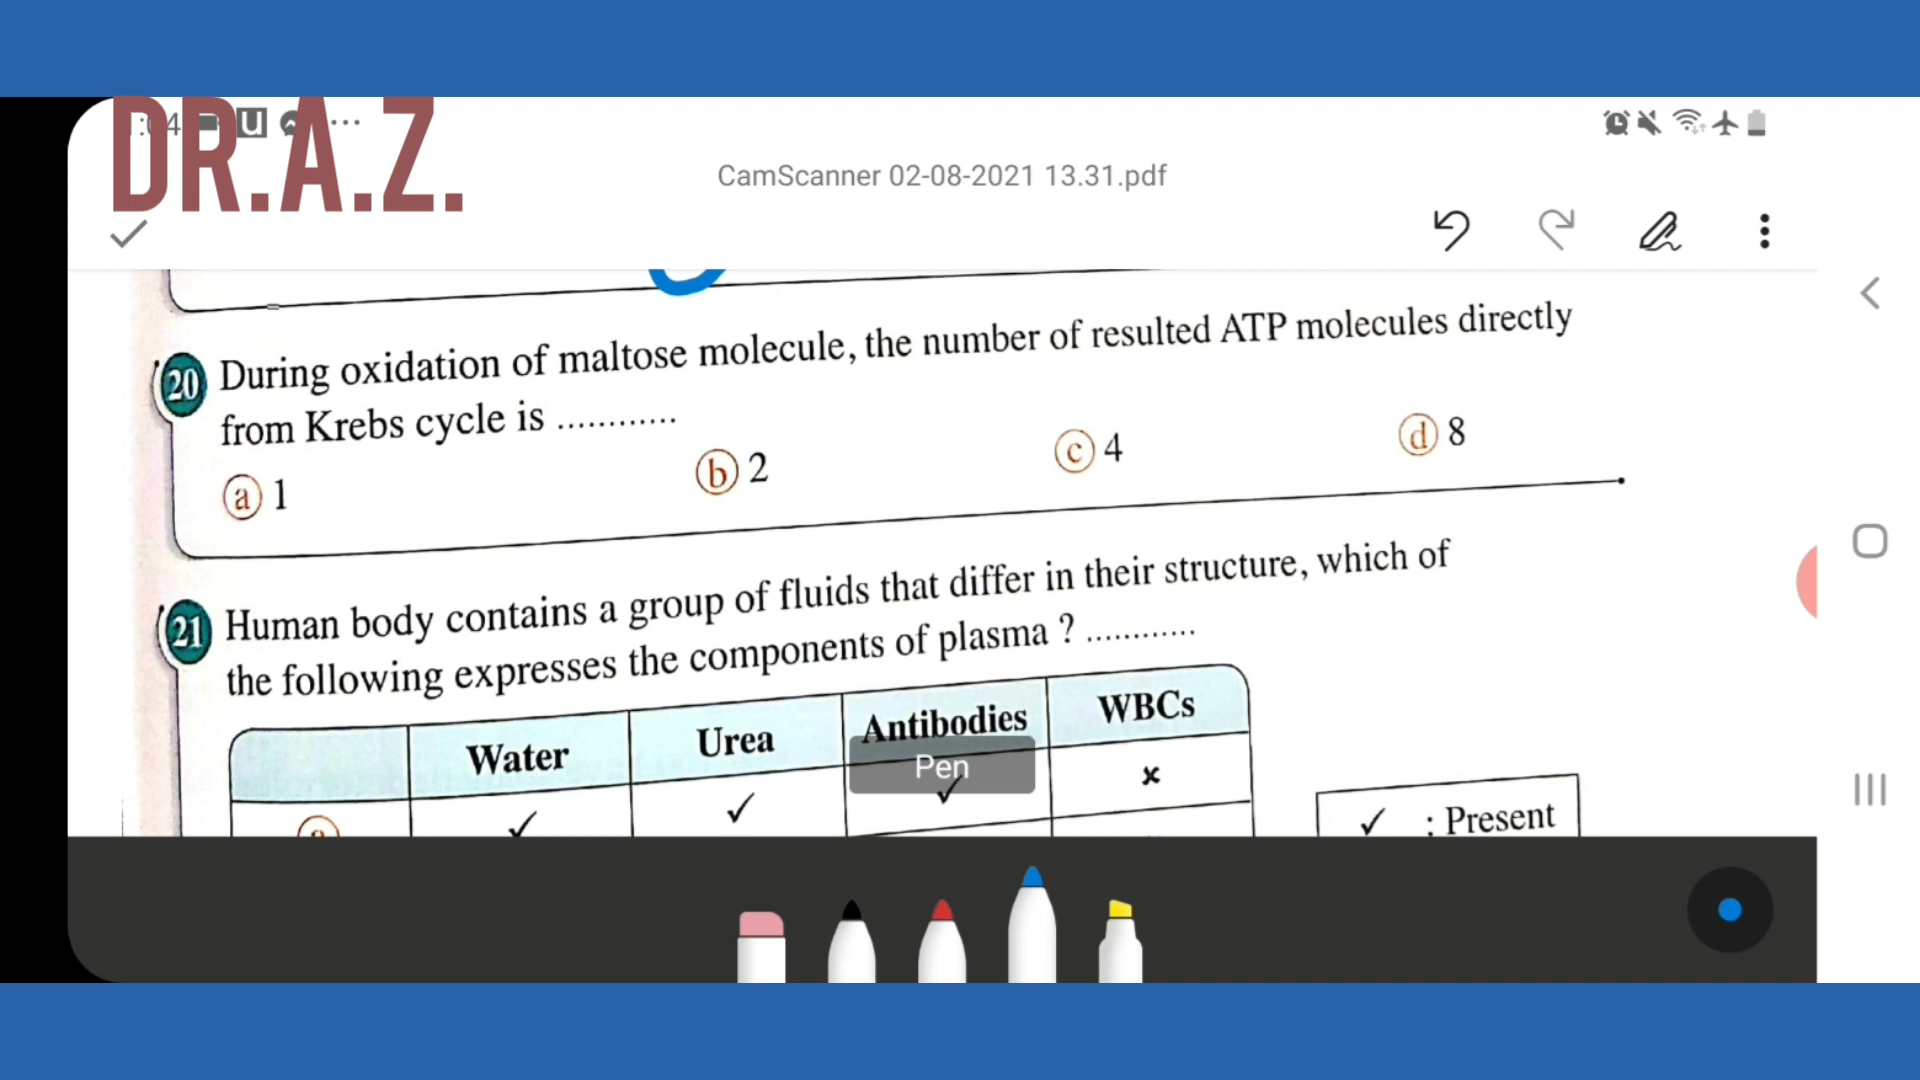 DR.A.Z.
CamScanner 02-08-2021 13.31.pdf
20 During oxidation of maltose molecule, the number of resulted ATP molecules directly
from Krebs cycle is ............
a 1 b 2 c 4 d 8
21 Human body contains a group of fluids that differ in their structure, which of
the following expresses the components of plasma ? ............
Water Urea Antibodies WBCs
Pen
✓ ✓ ✓ ×
✓ : Present